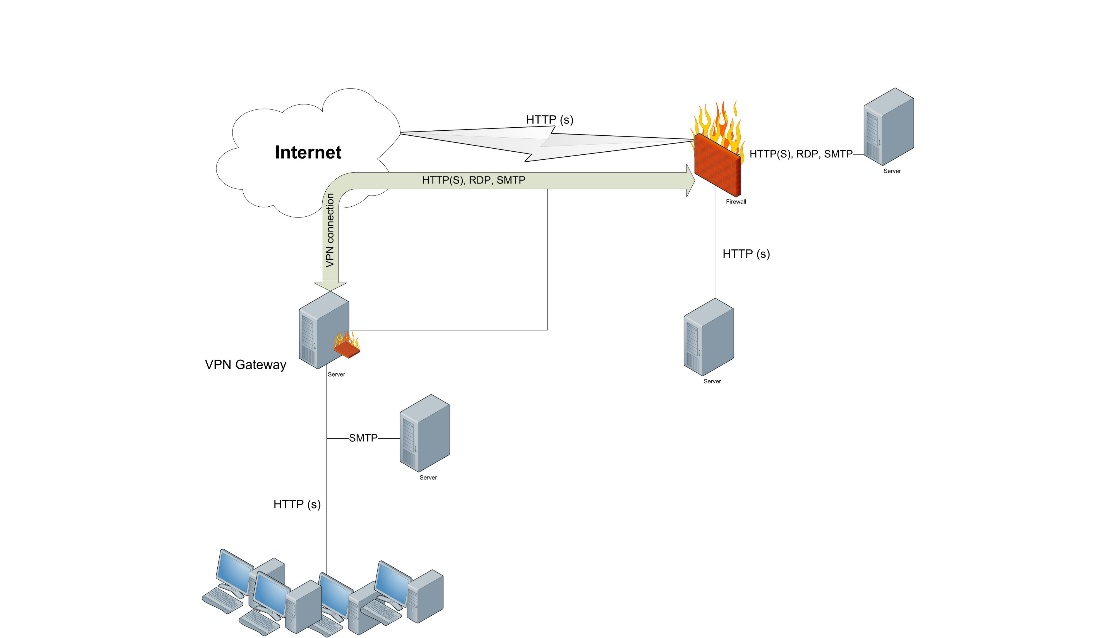 HTTP (s)
Internet
HTTP(S), RDP, SMTP
Server
HTTP(S), RDP, SMTP
Firewall
VPN connection
HTTP (s)
VPN Gateway
Server
Server
SMTP
Server
HTTP (s)